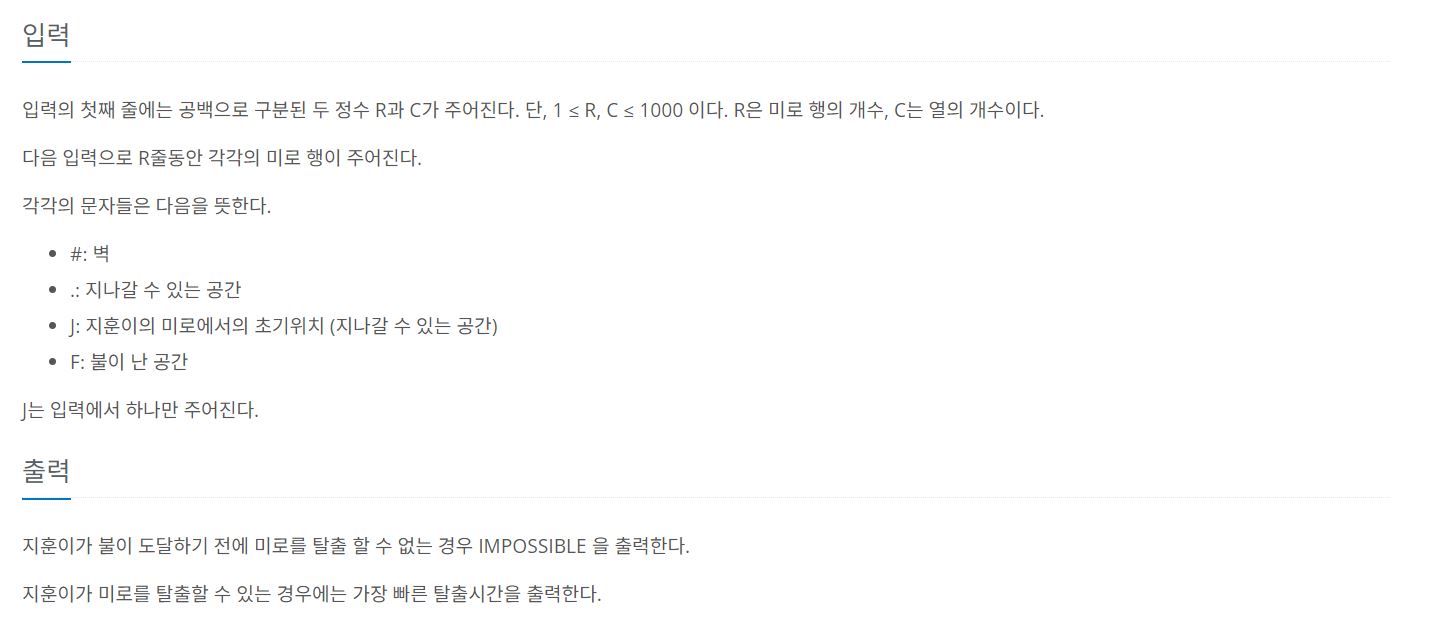 입력
입력의 첫째 줄에는 공백으로 구분된 두 정수 R과 C가 주어진다. 단, 1 ≤ R, C ≤ 1000 이다. R은 미로 행의 개수, C는 열의 개수이다.
다음 입력으로 R줄동안 각각의 미로 행이 주어진다.
각각의 문자들은 다음을 뜻한다.
• #: 벽
• .: 지나갈 수 있는 공간
• J: 지훈이의 미로에서의 초기위치 (지나갈 수 있는 공간)
• F: 불이 난 공간
J는 입력에서 하나만 주어진다.
출력
지훈이가 불이 도달하기 전에 미로를 탈출 할 수 없는 경우 IMPOSSIBLE 을 출력한다.
지훈이가 미로를 탈출할 수 있는 경우에는 가장 빠른 탈출시간을 출력한다.